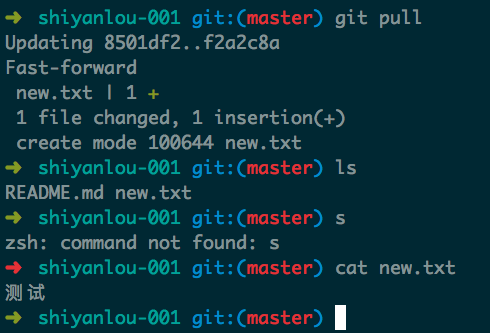 ➜ shiyanlou-001 git:(master) git pull
Updating 8501df2..f2a2c8a
Fast-forward
 new.txt | 1 +
 1 file changed, 1 insertion(+)
 create mode 100644 new.txt
➜ shiyanlou-001 git:(master) ls
README.md new.txt
➜ shiyanlou-001 git:(master) s
zsh: command not found: s
➜ shiyanlou-001 git:(master) cat new.txt
测试
➜ shiyanlou-001 git:(master)